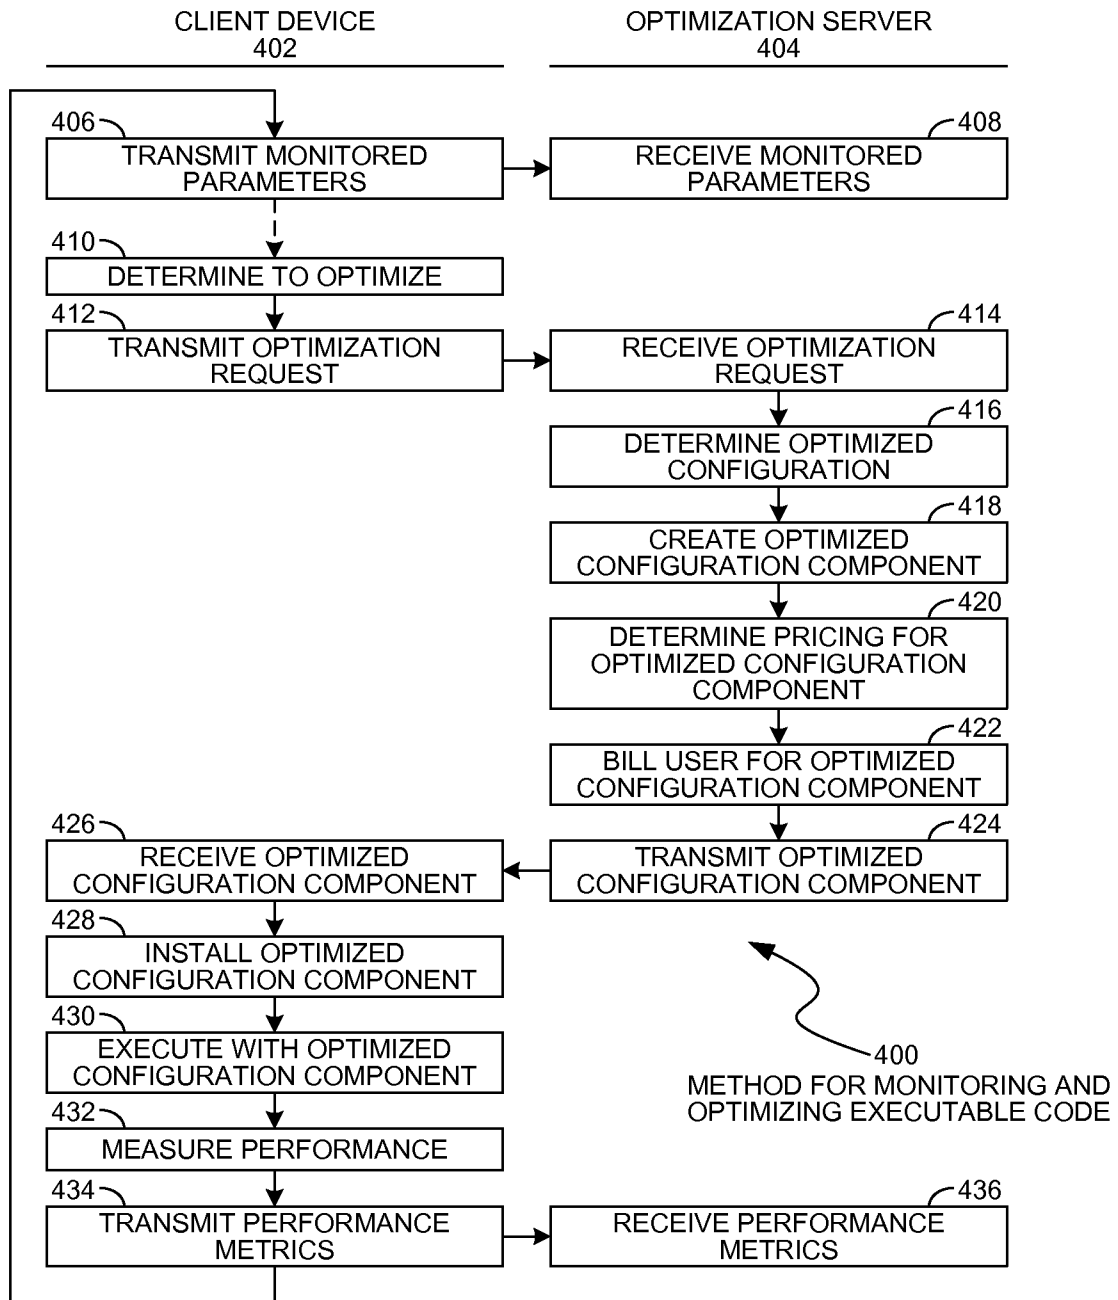 CLIENT DEVICE
402
OPTIMIZATION SERVER
404
406
TRANSMIT MONITORED
PARAMETERS
408
RECEIVE MONITORED
PARAMETERS
410
DETERMINE TO OPTIMIZE
412
TRANSMIT OPTIMIZATION
REQUEST
414
RECEIVE OPTIMIZATION
REQUEST
416
DETERMINE OPTIMIZED
CONFIGURATION
418
CREATE OPTIMIZED
CONFIGURATION COMPONENT
420
DETERMINE PRICING FOR
OPTIMIZED CONFIGURATION
COMPONENT
422
BILL USER FOR OPTIMIZED
CONFIGURATION COMPONENT
424
TRANSMIT OPTIMIZED
CONFIGURATION COMPONENT
426
RECEIVE OPTIMIZED
CONFIGURATION COMPONENT
428
INSTALL OPTIMIZED
CONFIGURATION COMPONENT
430
EXECUTE WITH OPTIMIZED
CONFIGURATION COMPONENT
400
METHOD FOR MONITORING AND
OPTIMIZING EXECUTABLE CODE
432
MEASURE PERFORMANCE
434
TRANSMIT PERFORMANCE
METRICS
436
RECEIVE PERFORMANCE
METRICS